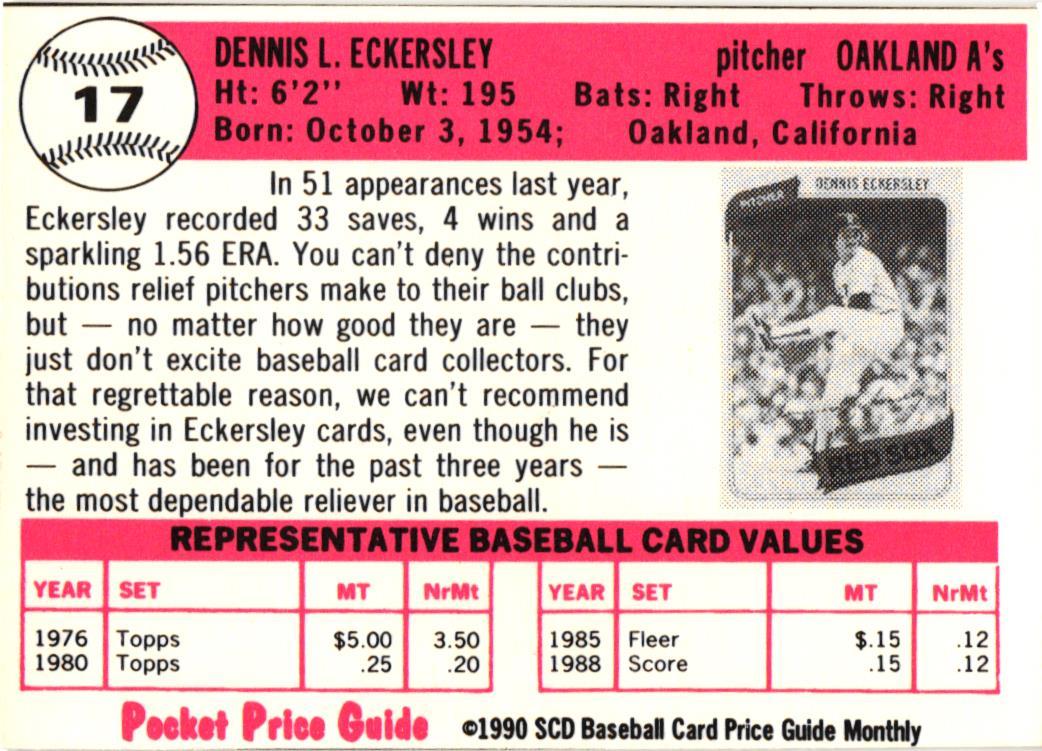 17
DENNIS L. ECKERSLEY pitcher OAKLAND A's
Ht: 6'2'' Wt: 195 Bats: Right Throws: Right
Born: October 3, 1954; Oakland, California
In 51 appearances last year,
Eckersley recorded 33 saves, 4 wins and a
sparkling 1.56 ERA. You can't deny the contri-
butions relief pitchers make to their ball clubs,
but — no matter how good they are — they
just don't excite baseball card collectors. For
that regrettable reason, we can't recommend
investing in Eckersley cards, even though he is
— and has been for the past three years —
the most dependable reliever in baseball.
DENNIS ECKERSLEY
PITCHER
RED SOX
REPRESENTATIVE BASEBALL CARD VALUES
YEAR SET MT NrMt
1976 Topps $5.00 3.50
1980 Topps .25 .20
YEAR SET MT NrMt
1985 Fleer $.15 .12
1988 Score .15 .12
Pocket Price Guide ©1990 SCD Baseball Card Price Guide Monthly